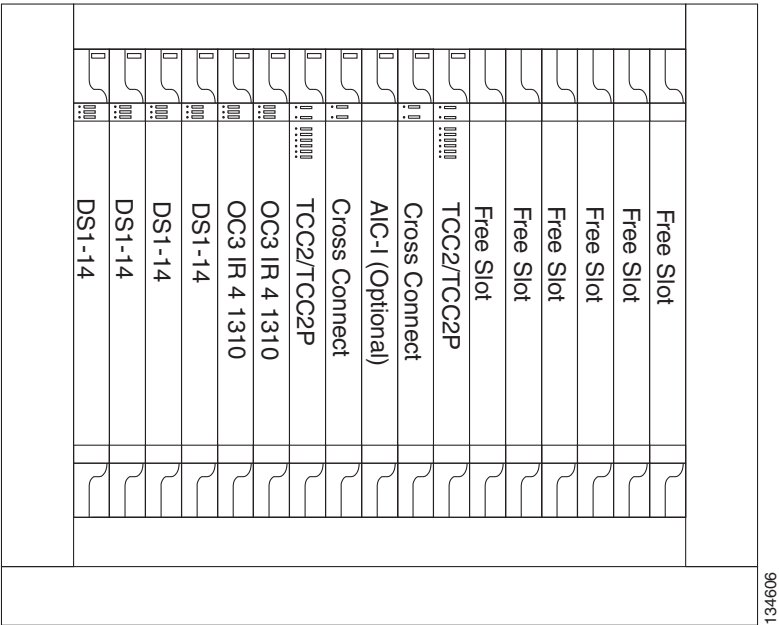 DS1-14
DS1-14
DS1-14
DS1-14
OC3 IR 4 1310
OC3 IR 4 1310
TCC2/TCC2P
Cross Connect
AIC-I (Optional)
Cross Connect
TCC2/TCC2P
Free Slot
Free Slot
Free Slot
Free Slot
Free Slot
Free Slot
134606